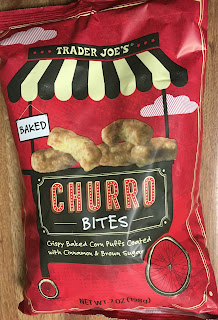 TRADER JOE'S
BAKED
CHURRO
BITES
Crispy Baked Corn Puffs Coated
with Cinnamon & Brown Sugar
NET WT. 7 OZ (198g)